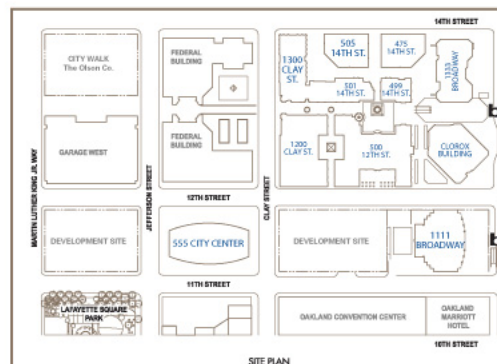 14TH STREET
CITY WALK
The Olsen Co.
FEDERAL
BUILDING
1300
CLAY
ST.
505
14TH ST.
475
14TH ST.
1333
BROADWAY
501
14TH ST.
499
14TH ST.
GARAGE WEST
FEDERAL
BUILDING
1200
CLAY ST.
500
12TH ST.
CLOROX
BUILDING
MARTIN LUTHER KING JR. WAY
JEFFERSON STREET
CLAY STREET
12TH STREET
DEVELOPMENT SITE
555 CITY CENTER
DEVELOPMENT SITE
1111
BROADWAY
11TH STREET
LAFAYETTE SQUARE
PARK
OAKLAND CONVENTION CENTER
OAKLAND
MARRIOTT
HOTEL
10TH STREET
SITE PLAN